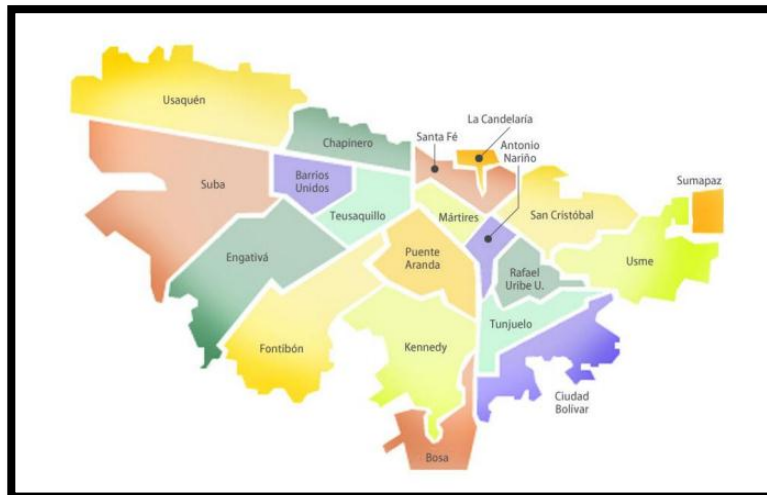 Usaquén
La Candelaría
Santa Fé
Antonio
Nariño
Chapinero
Barrios
Unidos
Suba
Teusaquillo
Mártires
San Cristóbal
Sumapaz
Engativá
Puente
Aranda
Rafael
Uribe U.
Usme
Fontibón
Kennedy
Tunjuelo
Ciudad
Bolívar
Bosa